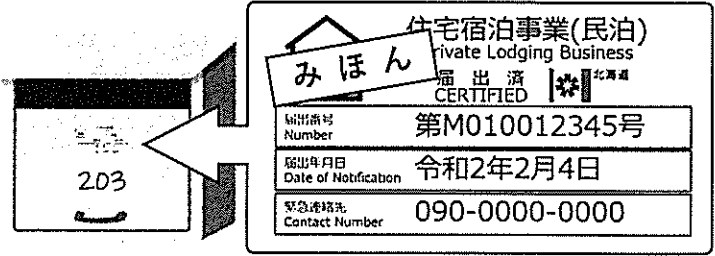 住宅宿泊事業(民泊)
Private Lodging Business
みほん
届出済
CERTIFIED
北海道
届出番号
Number
第M010012345号
届出年月日
Date of Notification
令和2年2月4日
緊急連絡先
Contact Number
090-0000-0000
203